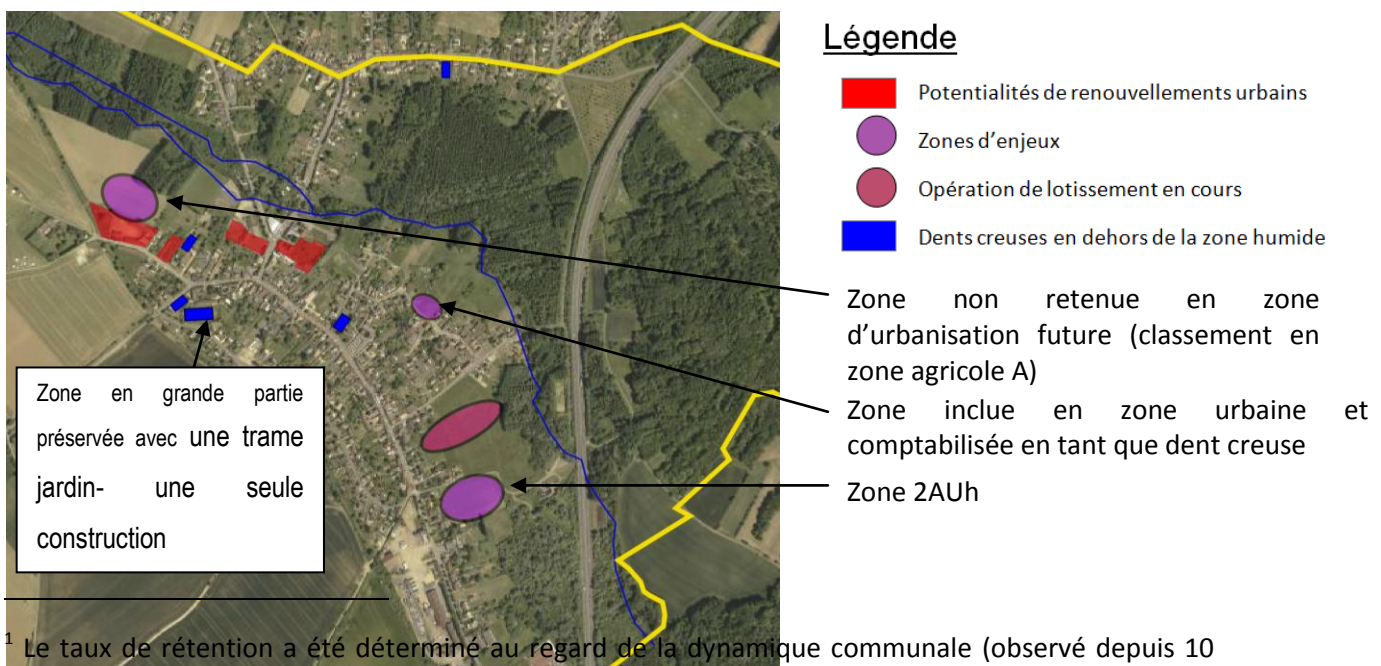 Légende
Potentialités de renouvellements urbains
Zones d'enjeux
Opération de lotissement en cours
Dents creuses en dehors de la zone humide
Zone non retenue en zone
d'urbanisation future (classement en
zone agricole A)
Zone inclue en zone urbaine et
comptabilisée en tant que dent creuse
Zone 2AUh
Zone en grande partie
préservée avec une trame
jardin- une seule
construction
1 Le taux de rétention a été déterminé au regard de la dynamique communale (observé depuis 10